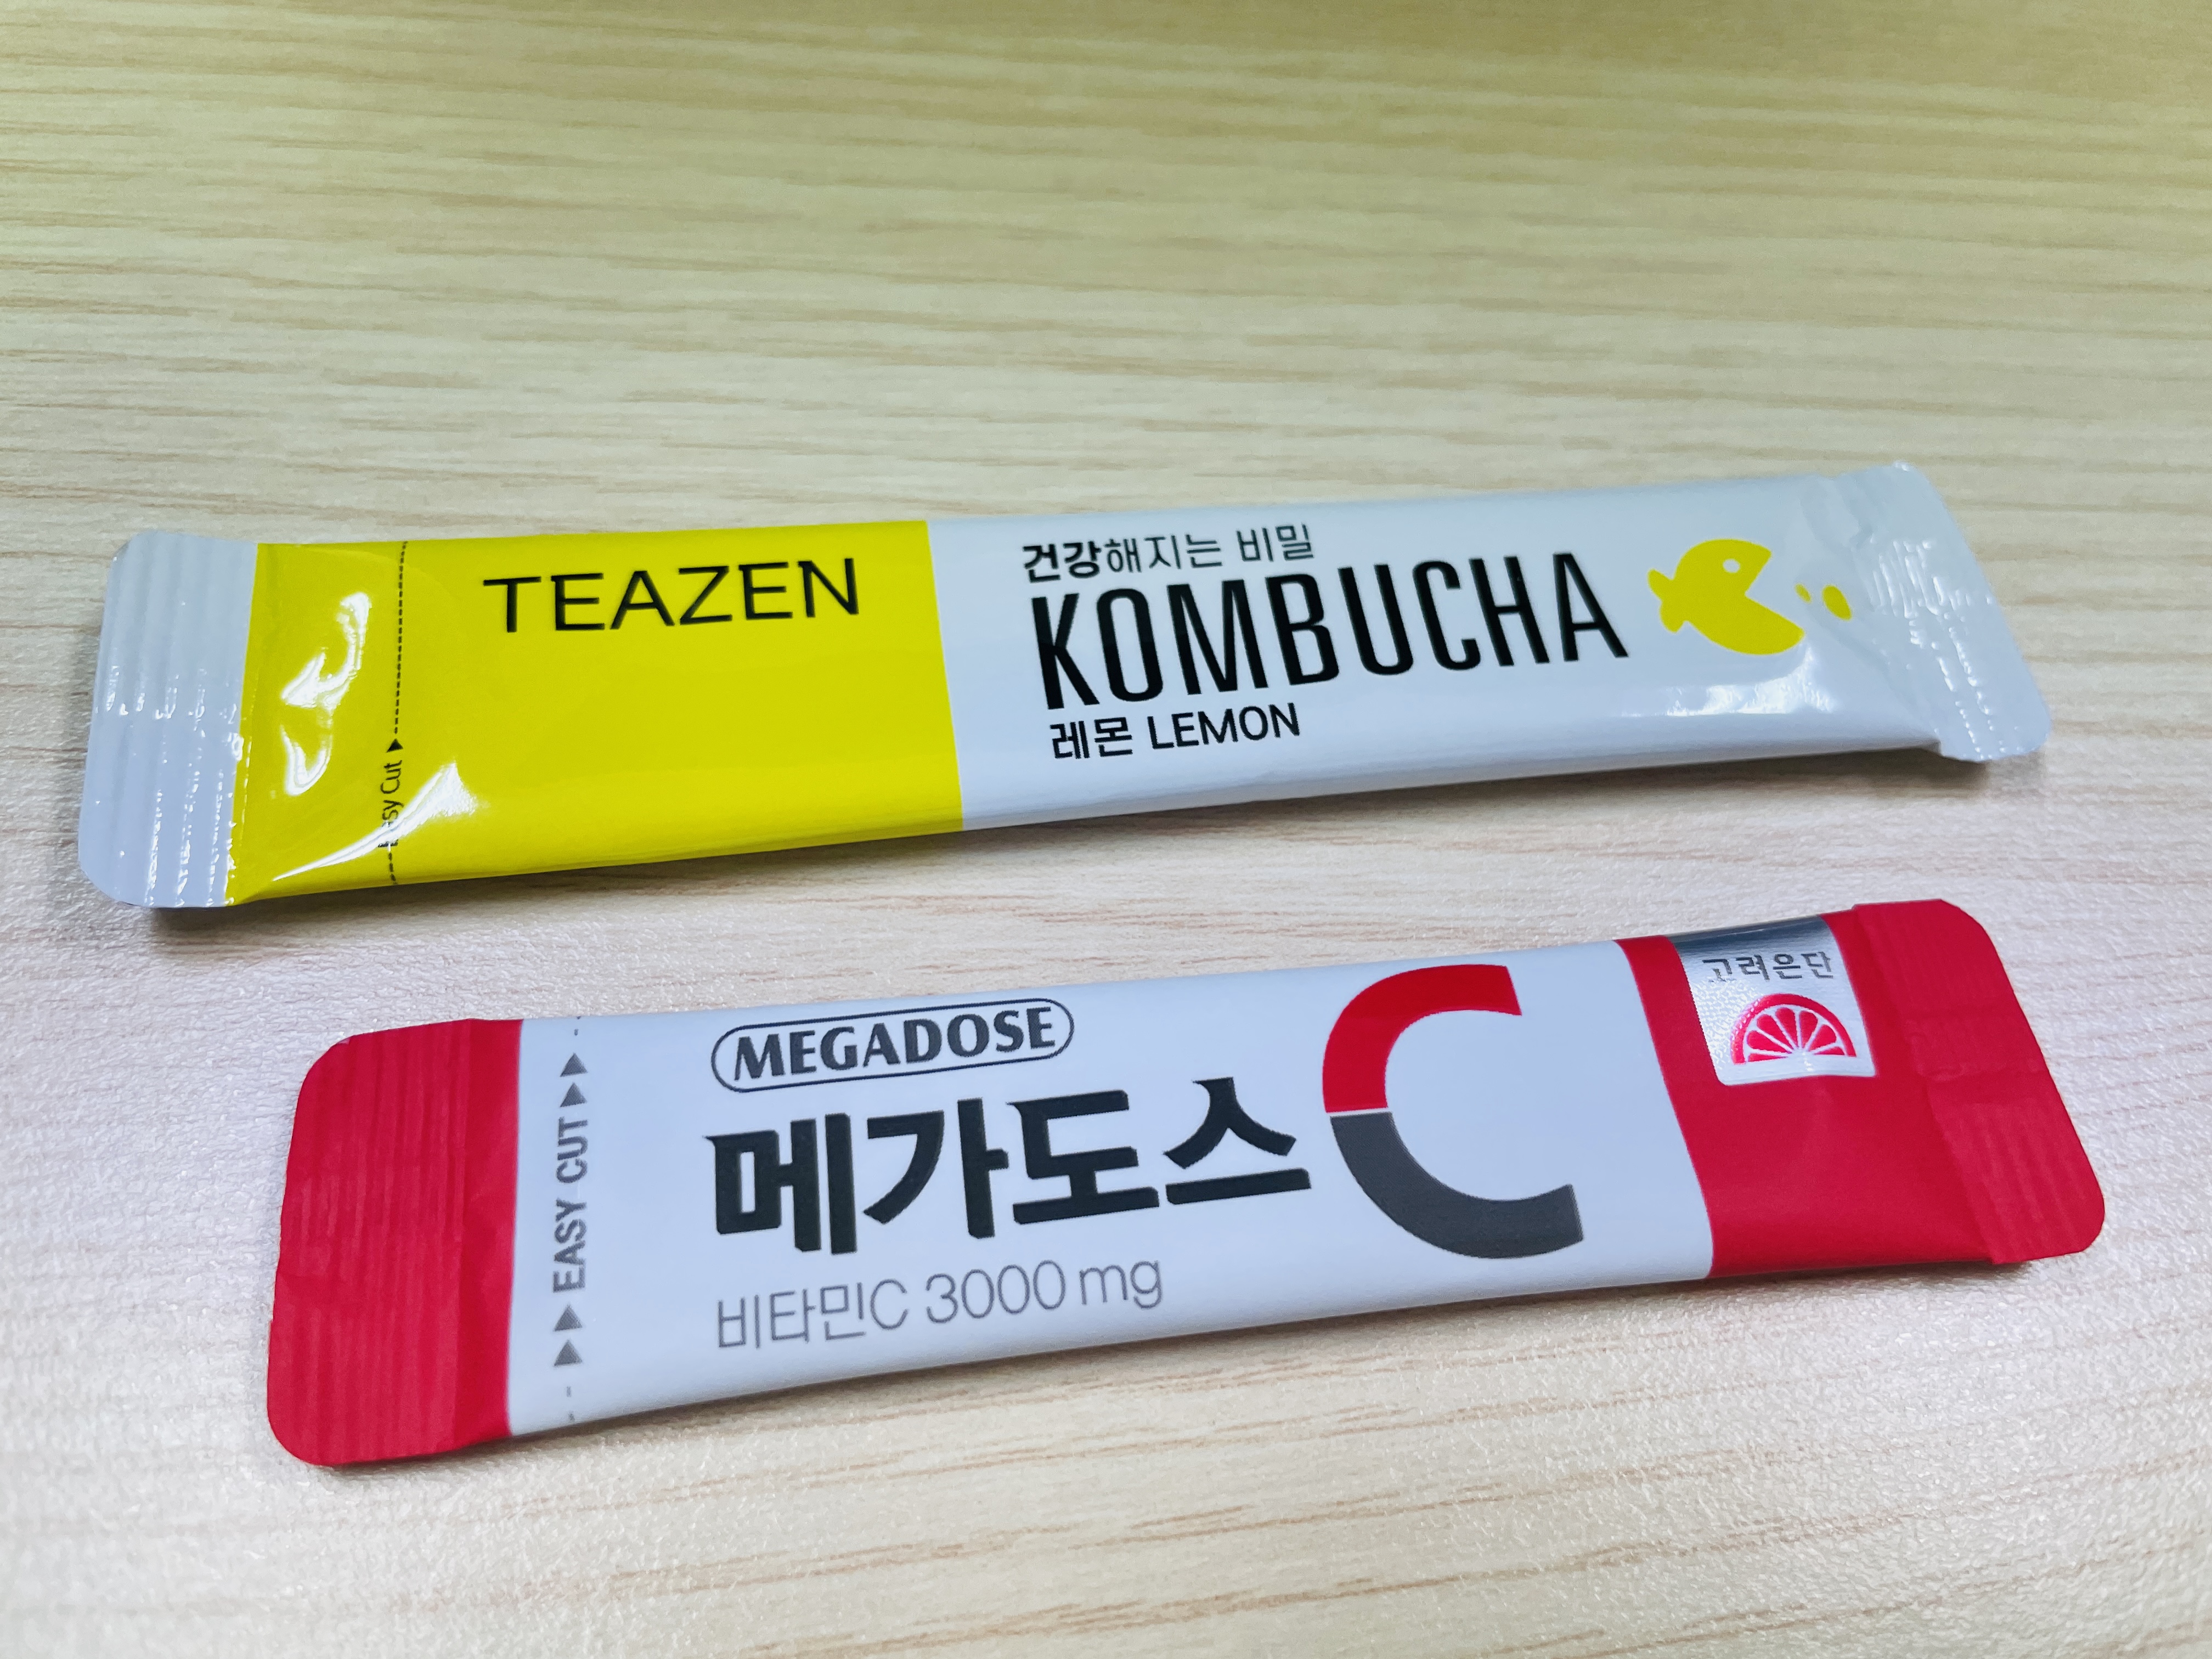 TEAZEN
건강해지는 비밀
KOMBUCHA
레몬 LEMON
Easy Cut
MEGADOSE
메가도스C
비타민C 3000 mg
EASY CUT
고려은단